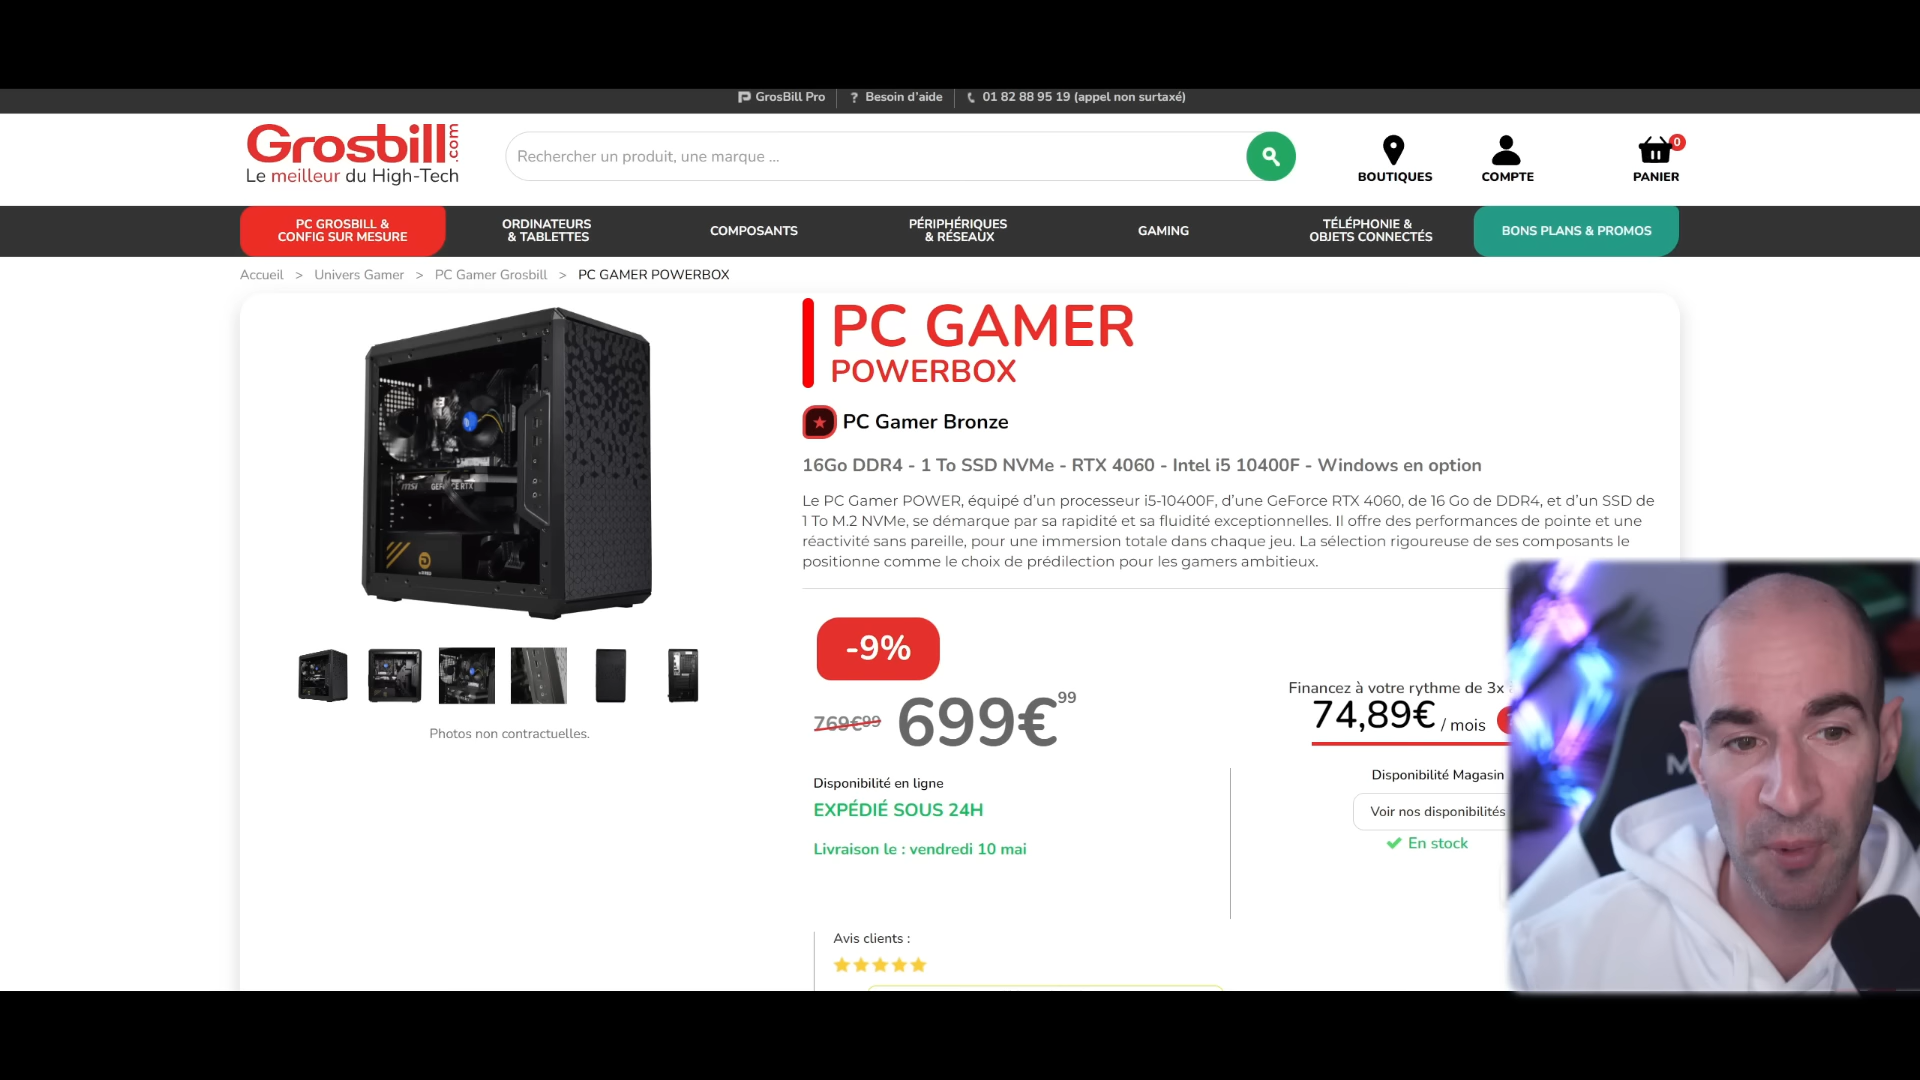 GrosBill Pro
Besoin d'aide
01 82 88 95 19 (appel non surtaxé)
Grosbill.com
Le meilleur du High-Tech
Rechercher un produit, une marque ...
BOUTIQUES
COMPTE
0
PANIER
PC GROSBILL &
CONFIG SUR MESURE
ORDINATEURS
& TABLETTES
COMPOSANTS
PÉRIPHÉRIQUES
& RÉSEAUX
GAMING
TÉLÉPHONIE &
OBJETS CONNECTÉS
BONS PLANS & PROMOS
Accueil > Univers Gamer > PC Gamer Grosbill > PC GAMER POWERBOX
PC GAMER
POWERBOX
PC Gamer Bronze
16Go DDR4 - 1 To SSD NVMe - RTX 4060 - Intel i5 10400F - Windows en option
Le PC Gamer POWER, équipé d'un processeur i5-10400F, d'une GeForce RTX 4060, de 16 Go de DDR4, et d'un SSD de
1 To M.2 NVMe, se démarque par sa rapidité et sa fluidité exceptionnelles. Il offre des performances de pointe et une
réactivité sans pareille, pour une immersion totale dans chaque jeu. La sélection rigoureuse de ses composants le
positionne comme le choix de prédilection pour les gamers ambitieux.
msi GEFORCE RTX
Photos non contractuelles.
-9%
769€99
699€99
Financez à votre rythme de 3x
74,89€ / mois
Disponibilité en ligne
EXPÉDIÉ SOUS 24H
Livraison le : vendredi 10 mai
Disponibilité Magasin
Voir nos disponibilités
En stock
Avis clients :
M